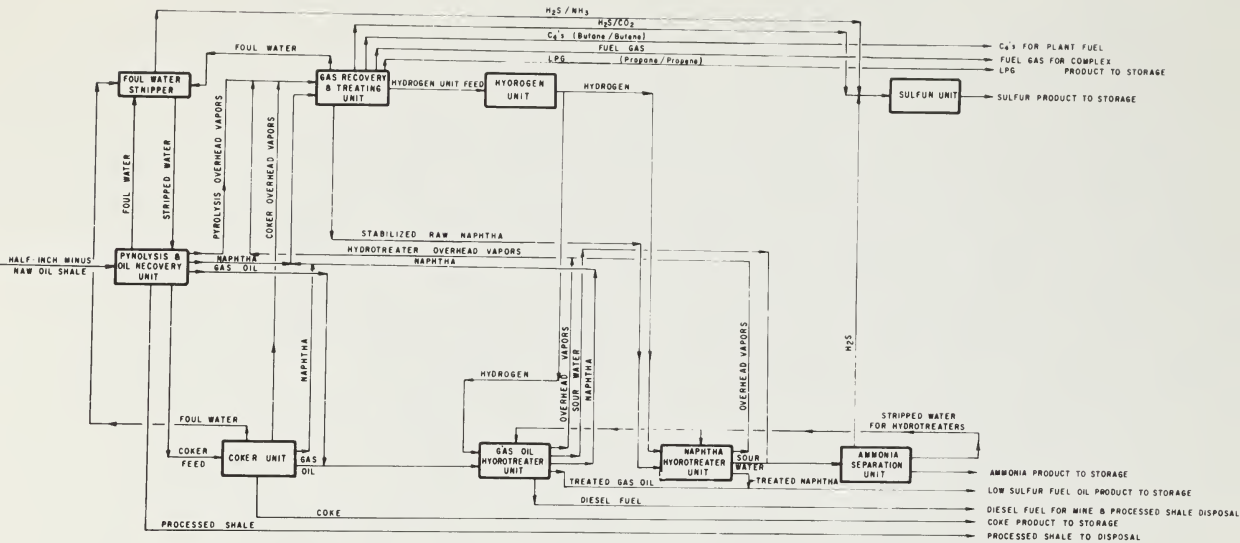 H2S/NH3
H2S/CO2
C4's (Butane/Butene)
FUEL GAS
LPG (Propane/Propene)
C4's FOR PLANT FUEL
FUEL GAS FOR COMPLEX
LPG PRODUCT TO STORAGE
FOUL WATER
FOUL WATER
STNIPPER
GAS RECOVERY
& TREATING
UNIT
HYDROGEN UNIT FEED
HYOROGEN
UNIT
HYDROGEN
SULFUN UNIT
SULFUR PRODUCT TO STORAGE
FOUL WATER
STRIPPED WATER
PYROLYSIS OVERHEAD VAPORS
COKER OVERHEAD VAPORS
STABILIZED RAW NAPHTHA
HYDROTREATER OVERHEAD VAPORS
HALF-INCH MINUS
NAW OIL SHALE
PYNOLYSIS &
OIL NECOVERY
UNIT
NAPHTHA
GAS OIL
NAPHTHA
NAPHTHA
OVERHEAD VAPORS
SOUR WATER
NAPHTHA
OVERHEAD VAPORS
H2S
HYDROGEN
FOUL WATER
STRIPPED WATER
FOR HYDROTREATERS
COKER
FEED
COKER UNIT
GAS
OIL
GAS OIL
HYDROTREATER
UNIT
NAPHTHA
HYDROTREATER
UNIT
SOUR
WATER
AMMONIA
SEPARATION
UNIT
AMMONIA PRODUCT TO STORAGE
TREATED GAS OIL
TREATED NAPHTHA
LOW SULFUR FUEL OIL PRODUCT TO STORAGE
DIESEL FUEL
DIESEL FUEL FOR MINE & PROCESSED SHALE DISPOSAL
COKE
COKE PRODUCT TO STORAGE
PROCESSED SHALE
PROCESSED SHALE TO DISPOSAL